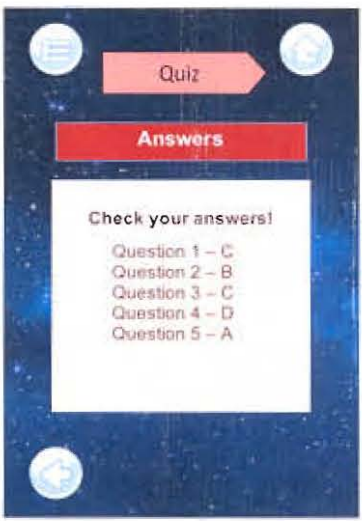 Quiz
Answers
Check your answers!
Question 1 – C
Question 2 – B
Question 3 – C
Question 4 – D
Question 5 – A